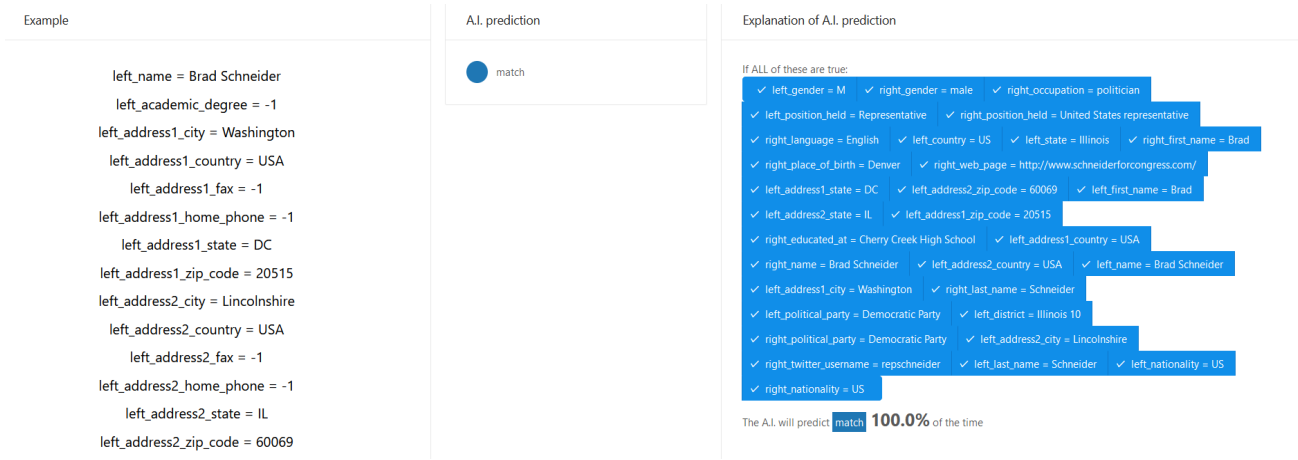 Example
left_name = Brad Schneider
left_academic_degree = -1
left_address1_city = Washington
left_address1_country = USA
left_address1_fax = -1
left_address1_home_phone = -1
left_address1_state = DC
left_address1_zip_code = 20515
left_address2_city = Lincolnshire
left_address2_country = USA
left_address2_fax = -1
left_address2_home_phone = -1
left_address2_state = IL
left_address2_zip_code = 60069
A.I. prediction
match
Explanation of A.I. prediction
If ALL of these are true:
✓ left_gender = M ✓ right_gender = male ✓ right_occupation = politician
✓ left_position_held = Representative ✓ right_position_held = United States representative
✓ right_language = English ✓ left_country = US ✓ left_state = Illinois ✓ right_first_name = Brad
✓ right_place_of_birth = Denver ✓ right_web_page = http://www.schneiderforcongress.com/
✓ left_address1_state = DC ✓ left_address2_zip_code = 60069 ✓ left_first_name = Brad
✓ left_address2_state = IL ✓ left_address1_zip_code = 20515
✓ right_educated_at = Cherry Creek High School ✓ left_address1_country = USA
✓ right_name = Brad Schneider ✓ left_address2_country = USA ✓ left_name = Brad Schneider
✓ left_address1_city = Washington ✓ right_last_name = Schneider
✓ left_political_party = Democratic Party ✓ left_district = Illinois 10
✓ right_political_party = Democratic Party ✓ left_address2_city = Lincolnshire
✓ right_twitter_username = repschneider ✓ left_last_name = Schneider ✓ left_nationality = US
✓ right_nationality = US
The A.I. will predict match 100.0% of the time